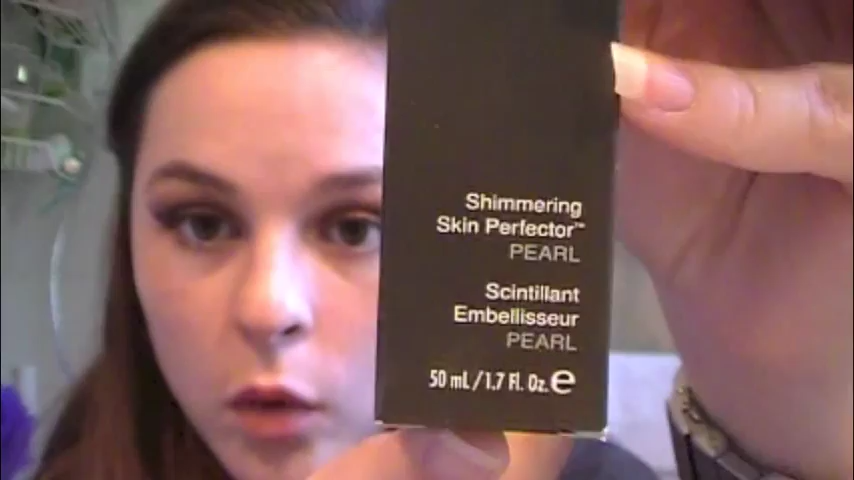 Shimmering
Skin Perfector™
PEARL
Scintillant
Embellisseur
PEARL
50 mL/1.7 Fl. Oz. e